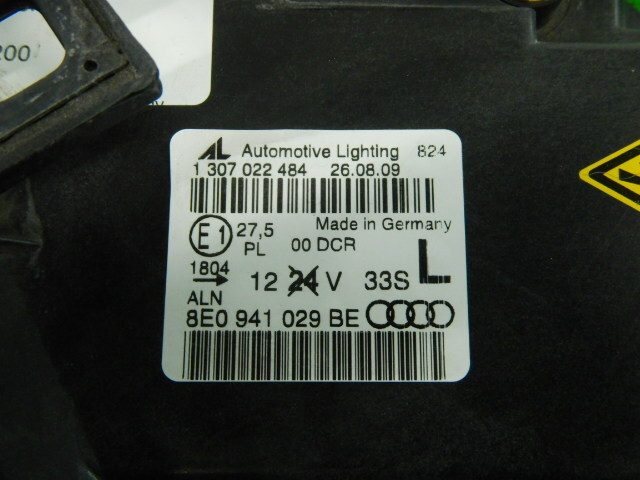 200
AL Automotive Lighting 824
1 307 022 484 26.08.09
Made in Germany
E1 27,5
PL 00 DCR
1804
12 24 V 33S L
ALN
8E0 941 029 BE